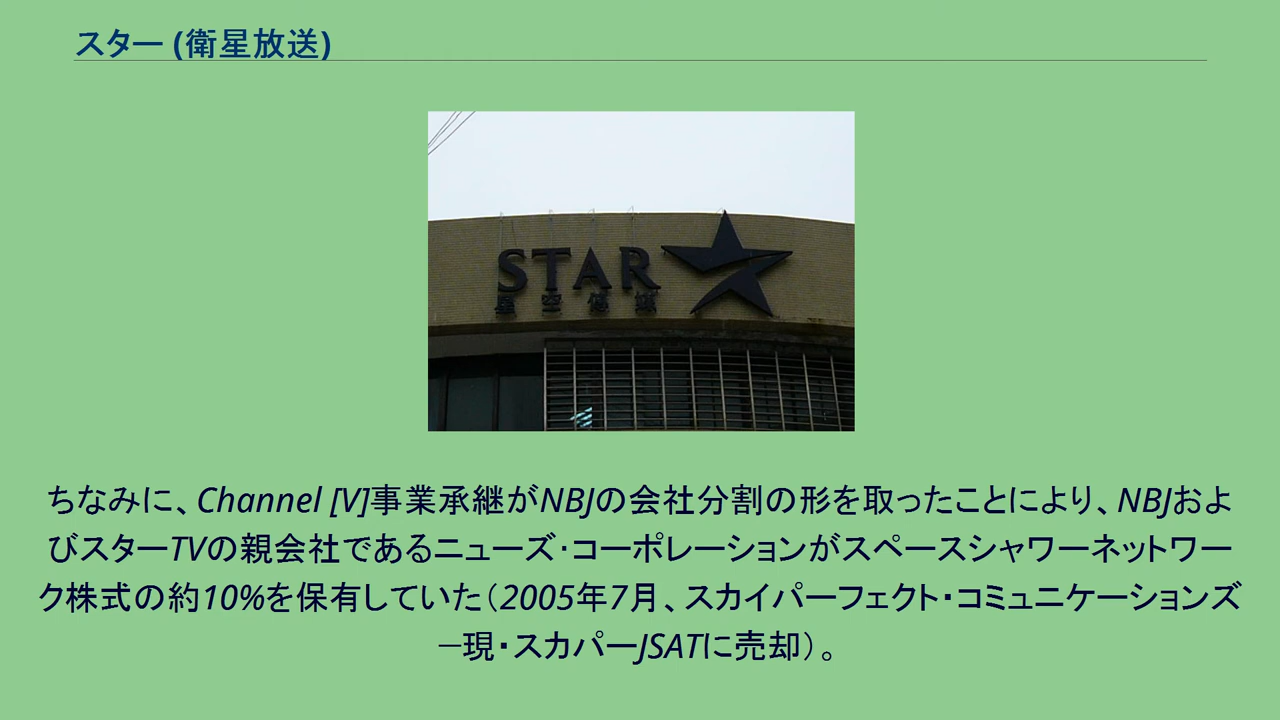 スター (衛星放送)
STAR
星空傳媒
ちなみに、Channel [V]事業承継がNBJの会社分割の形を取ったことにより、NBJおよ
びスターTVの親会社であるニューズ·コーポレーションがスペースシャワーネットワー
ク株式の約10%を保有していた（2005年7月、スカイパーフェクト・コミュニケーションズ
—現・スカパーJSATに売却）。